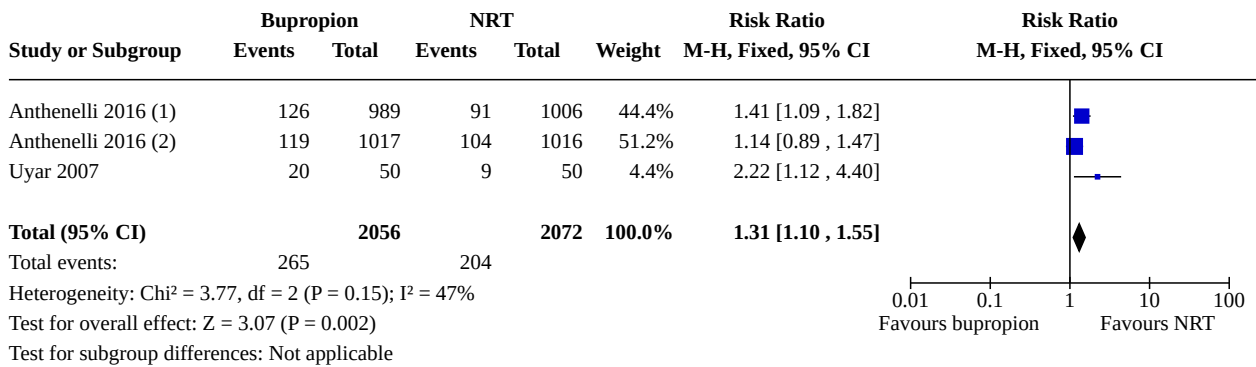 Bupropion NRT Risk Ratio Risk Ratio
Study or Subgroup Events Total Events Total Weight M-H, Fixed, 95% CI M-H, Fixed, 95% CI
Anthenelli 2016 (1) 126 989 91 1006 44.4% 1.41 [1.09 , 1.82]
Anthenelli 2016 (2) 119 1017 104 1016 51.2% 1.14 [0.89 , 1.47]
Uyar 2007 20 50 9 50 4.4% 2.22 [1.12 , 4.40]
Total (95% CI) 2056 2072 100.0% 1.31 [1.10 , 1.55]
Total events: 265 204
Heterogeneity: Chi² = 3.77, df = 2 (P = 0.15); I² = 47%
Test for overall effect: Z = 3.07 (P = 0.002)
Test for subgroup differences: Not applicable
0.01 0.1 1 10 100
Favours bupropion Favours NRT